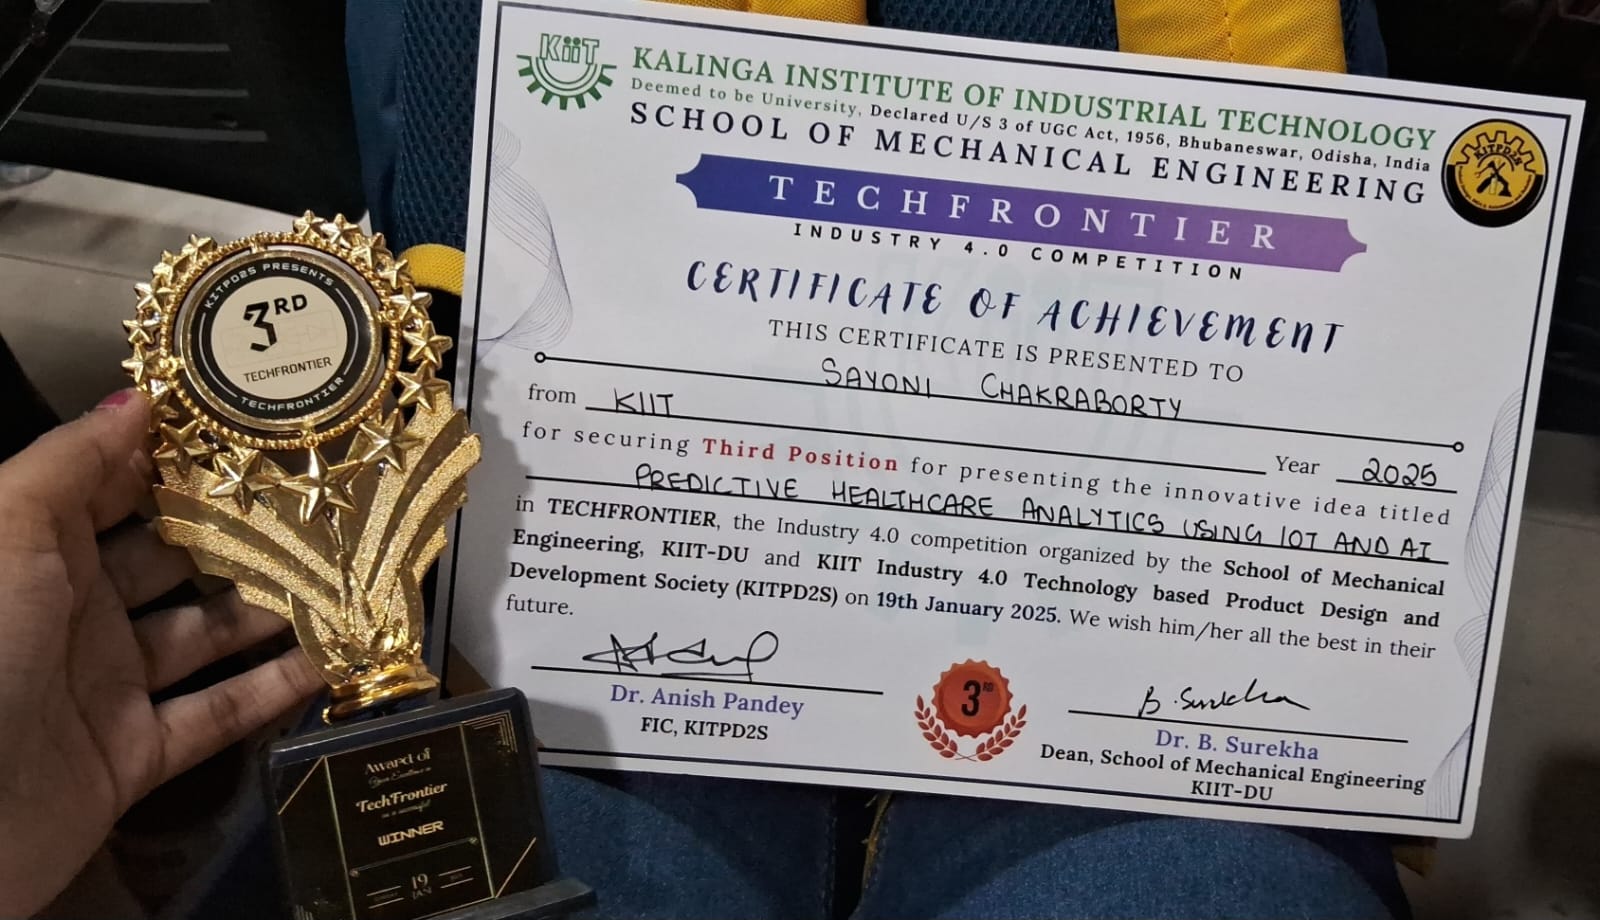 KiiT
KALINGA INSTITUTE OF INDUSTRIAL TECHNOLOGY
Deemed to be University, Declared U/S 3 of UGC Act, 1956, Bhubaneswar, Odisha, India
SCHOOL OF MECHANICAL ENGINEERING
KITPD2S
TECHFRONTIER
INDUSTRY 4.0 COMPETITION
CERTIFICATE OF ACHIEVEMENT
THIS CERTIFICATE IS PRESENTED TO
SAYONI CHAKRABORTY
from KIIT Year 2025
for securing Third Position for presenting the innovative idea titled
PREDICTIVE HEALTHCARE ANALYTICS USING IOT AND AI
in TECHFRONTIER, the Industry 4.0 competition organized by the School of Mechanical
Engineering, KIIT-DU and KIIT Industry 4.0 Technology based Product Design and
Development Society (KITPD2S) on 19th January 2025. We wish him/her all the best in their
future.
B. Surekha
Dr. Anish Pandey
FIC, KITPD2S
3RD
Dr. B. Surekha
Dean, School of Mechanical Engineering
KIIT-DU
KITPD2S PRESENTS
3RD
TECHFRONTIER
TECHFRONTIER
Award of
TechFrontier
WINNER
19
JAN